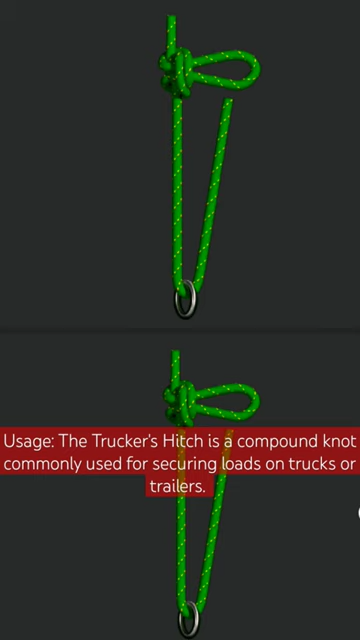 Usage: The Trucker's Hitch is a compound knot
commonly used for securing loads on trucks or
trailers.